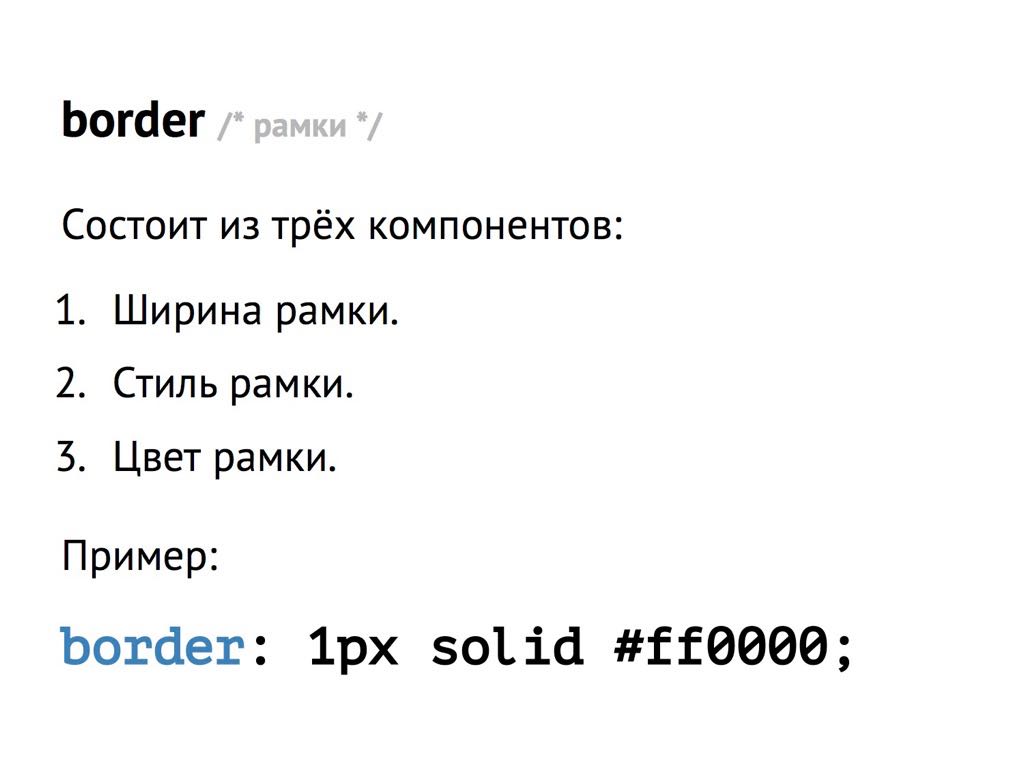 border /* рамки */
Состоит из трёх компонентов:
1. Ширина рамки.
2. Стиль рамки.
3. Цвет рамки.
Пример:
border: 1px solid #ff0000;